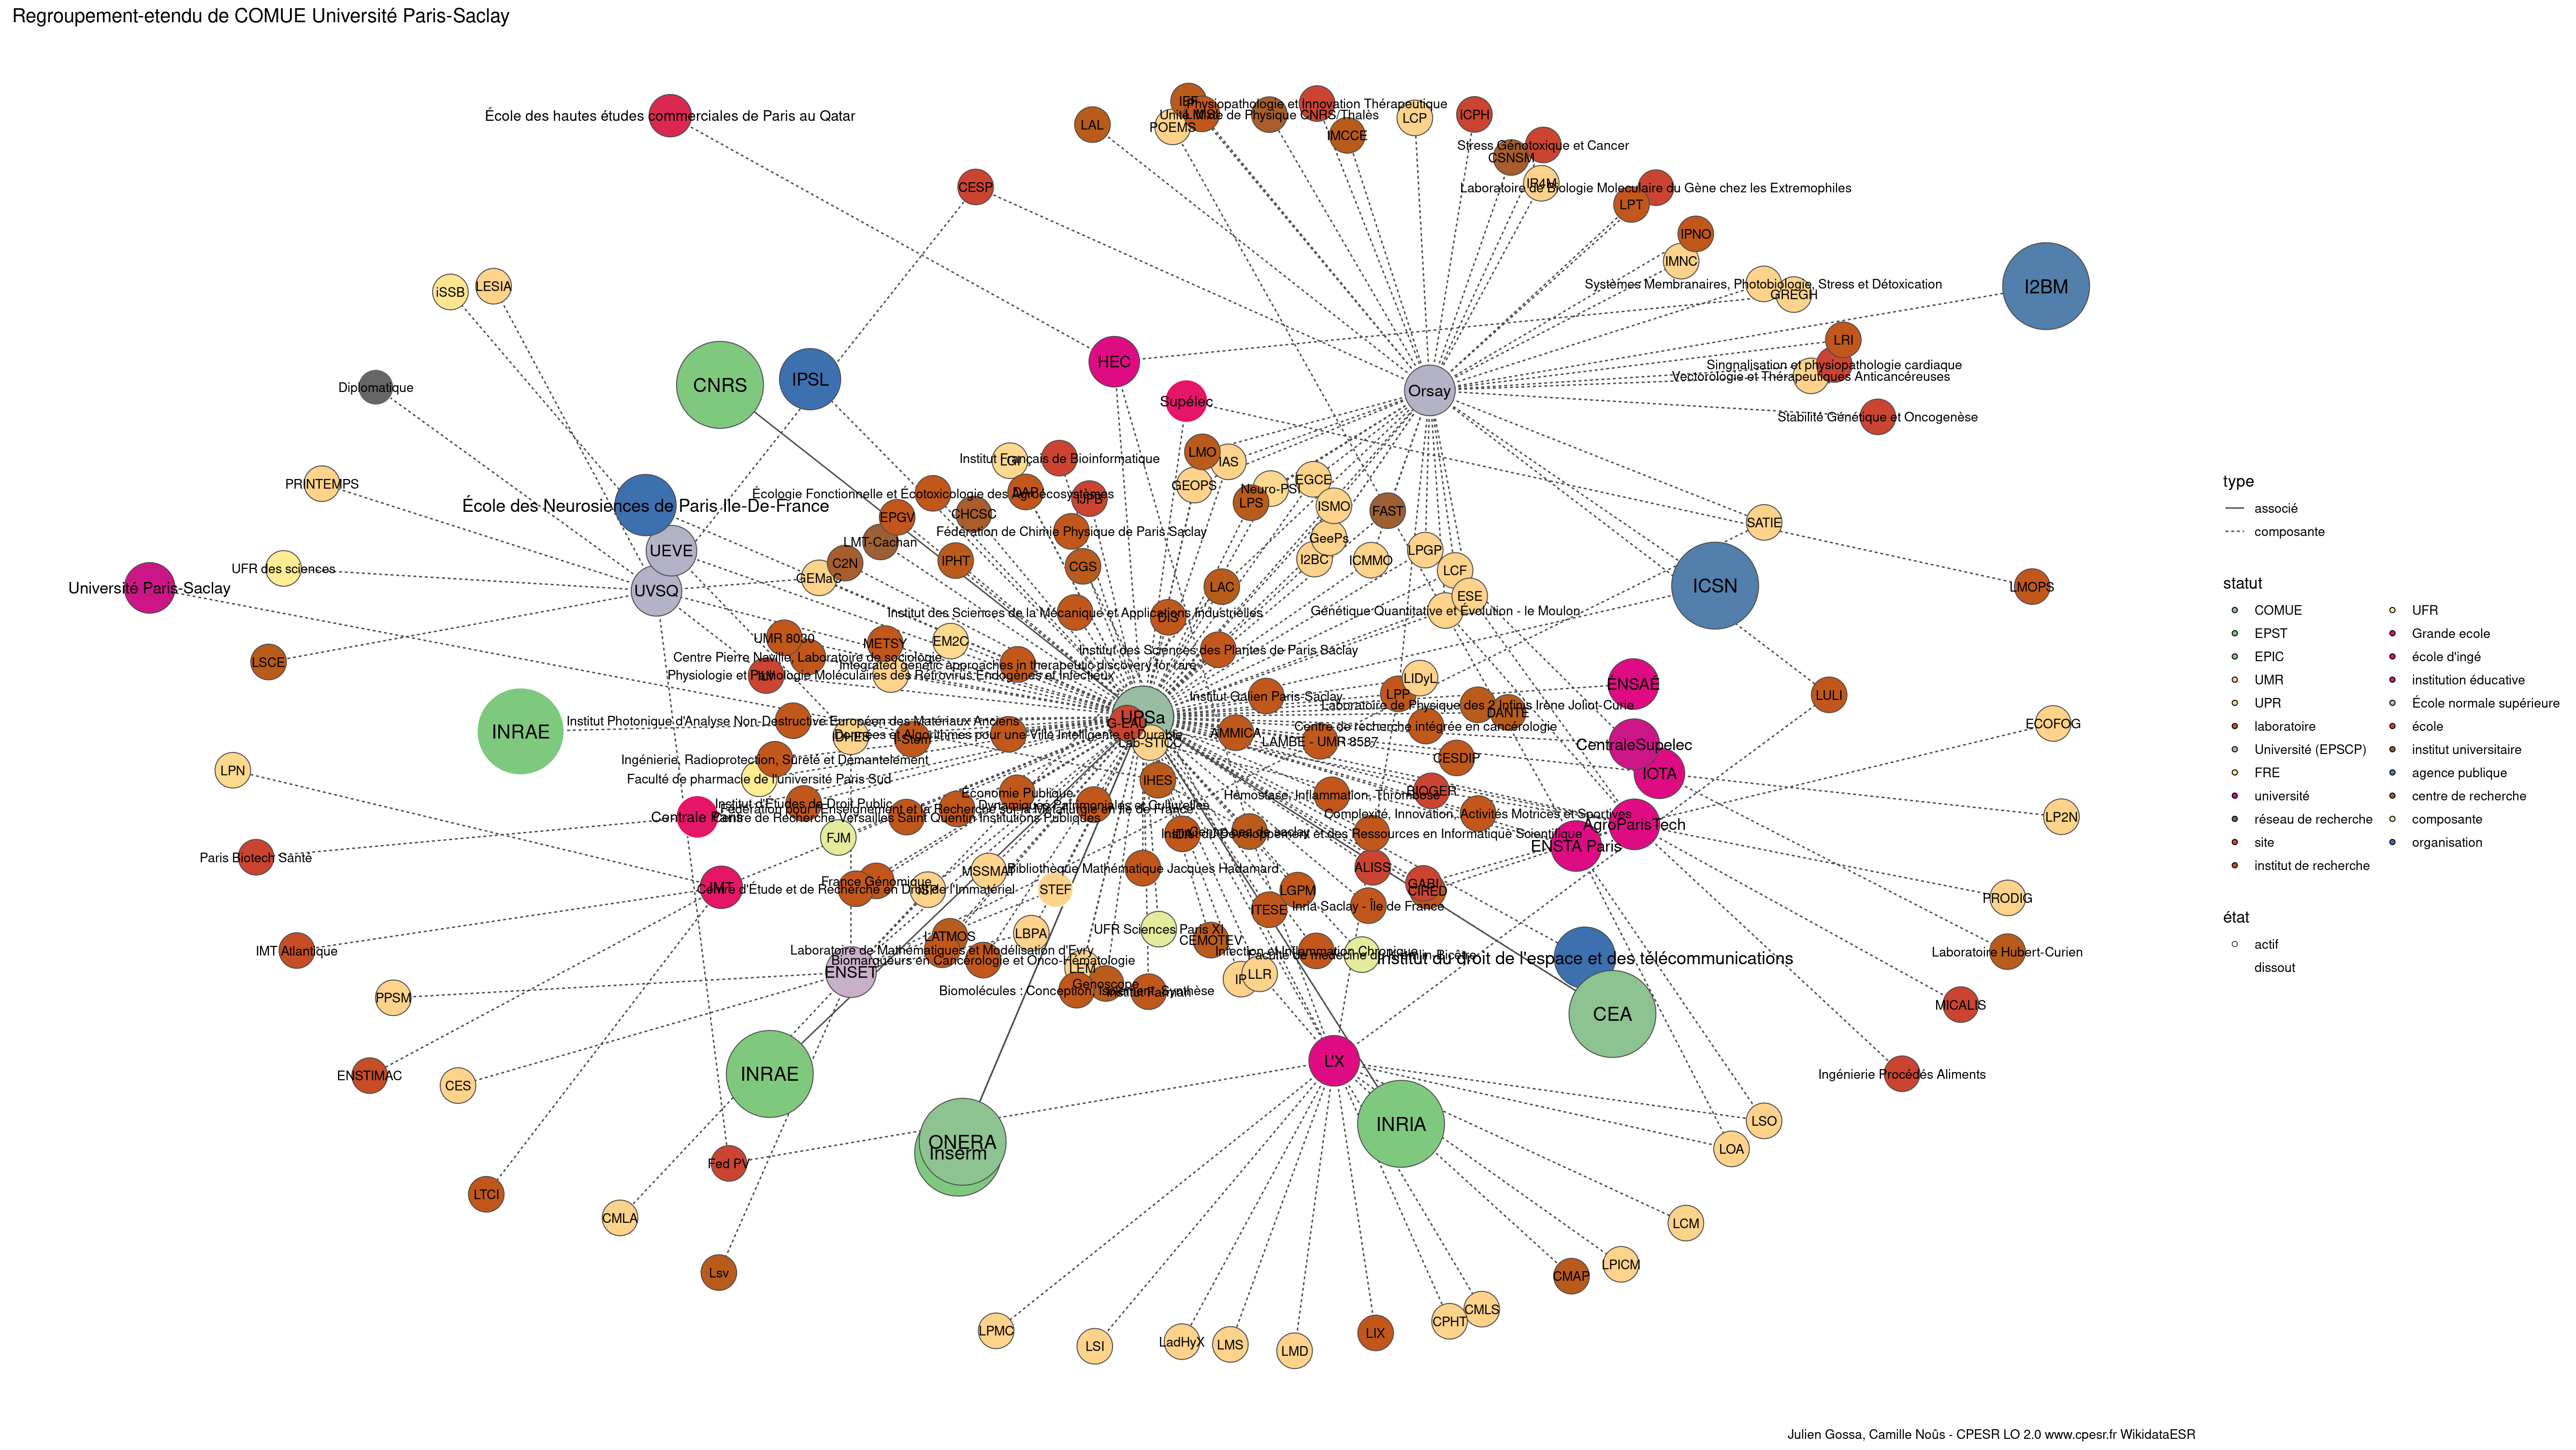 Regroupement-etendu de COMUE Université Paris-Saclay
École des hautes études commerciales de Paris au Qatar
LAL
IEF
Physiopathologie et Innovation Thérapeutique
Unité Mixte de Physique CNRS/Thalès
POEMS
IMCCE
LCP
ICPH
Stress Génotoxique et Cancer
CSNSM
IR4M
Laboratoire de Biologie Moleculaire du Gène chez les Extremophiles
LPT
CESP
IPNO
IMNC
Systèmes Membranaires, Photobiologie, Stress et Détoxication
GREGH
I2BM
iSSB
LESIA
LRI
Singnalisation et physiopathologie cardiaque
Vectorologie et Thérapeutiques Anticancéreuses
Stabilité Génétique et Oncogenèse
HEC
IPSL
CNRS
Diplomatique
Supélec
Orsay
LMO
IAS
Institut Français de Bioinformatique
LGI
PRINTEMPS
GEOPS
Neuro-PSI
EGCE
LPS
ISMO
FAST
SATIE
Écologie Fonctionnelle et Écotoxicologie des Agroécosystèmes
DAP
IJPB
École des Neurosiences de Paris Ile-De-France
EPGV
CHCSC
Fédération de Chimie Physique de Paris Saclay
LMT-Cachan
GeePs
LPGP
I2BC
ICMMO
LCF
UEVE
UVSQ
C2N
GEMaC
IPHT
CGS
LAC
ESE
ICSN
LMOPS
UFR des sciences
Université Paris-Saclay
Institut des Sciences de la Mécanique et Applications Industrielles
DIS
Génétique Quantitative et Évolution - le Moulon
UMR 8030
METSY
EM2C
Centre Pierre Naville, Laboratoire de sociologie
Institut des Sciences des Plantes de Paris Saclay
Integrated genetic approaches in therapeutic discovery for rare
Physiologie et Pathologie Moléculaires des Rétrovirus Endogènes et Infectieux
LSCE
LIDyL
LPP
ÉNSAÉ
LULI
Institut Galien Paris-Saclay
Laboratoire de Physique des 2 Infinis Irène Joliot-Curie
DANTE
UPSa
G-EAU
Lab-STICC
INRAE
Institut Photonique d'Analyse Non-Destructive Européen des Matériaux Anciens
IDHES
Données et Algorithmes pour une Ville Intelligente et Durable
AMMICA
Centre de recherche intégrée en cancérologie
LAMBE - UMR 8587
CESDIP
CentraleSupelec
IOTA
ECOFOG
LPN
Ingénierie, Radioprotection, Sûreté et Démantèlement
Faculté de pharmacie de l'université Paris Sud
IHES
Économie Publique
Hémostase, Inflammation, Thrombose
BIOGER
Institut d'Études de Droit Public
Dynamiques Patrimoniales et Culturelles
Fédération pour l'Enseignement et la Recherche sur la Métallurgie en Ile de France
Centre de Recherche Versailles Saint Quentin Institutions Publiques
Centrale Paris
Complexité, Innovation, Activités Motrices et Sportives
LP2N
AgroParisTech
Institut du Développement et des Ressources en Informatique Scientifique
ENSTA Paris
FJM
Paris Biotech Santé
Bibliothèque Mathématique Jacques Hadamard
MSSMAT
ALISS
IMT
France Génomique
Centre d'Étude et de Recherche en Droit de l'Immatériel
ISP
STEF
LGPM
GABI
CIRED
PRODIG
ITESE
Inria Saclay - Île de France
IMT Atlantique
LATMOS
LBPA
UFR Sciences Paris XI
CEMOTEV
Laboratoire de Mathématiques et Modélisation d'Evry
Biomarqueurs en Cancérologie et Onco-Hématologie
Infection et Inflammation Chronique
Faculté de médecine du Kremlin-Bicêtre
Institut du droit de l'espace et des télécommunications
Laboratoire Hubert-Curien
ENSET
LEM
LLR
Genoscope
Biomolécules : Conception, Isolement, Synthèse
Institut Farman
PPSM
CEA
MICALIS
ENSTIMAC
CES
INRAE
L'X
Ingénierie Procédés Aliments
ONERA
Inserm
INRIA
LSO
LOA
Fed PV
LTCI
CMLA
LCM
Lsv
LPICM
CMAP
LPMC
LSI
LadHyX
LMS
LMD
LIX
CPHT
CMLS
type
associé
composante
statut
COMUE
EPST
EPIC
UMR
UPR
laboratoire
Université (EPSCP)
FRE
université
réseau de recherche
site
institut de recherche
UFR
Grande ecole
école d'ingé
institution éducative
École normale supérieure
école
institut universitaire
agence publique
centre de recherche
composante
organisation
état
actif
dissout
Julien Gossa, Camille Noûs - CPESR LO 2.0 www.cpesr.fr WikidataESR